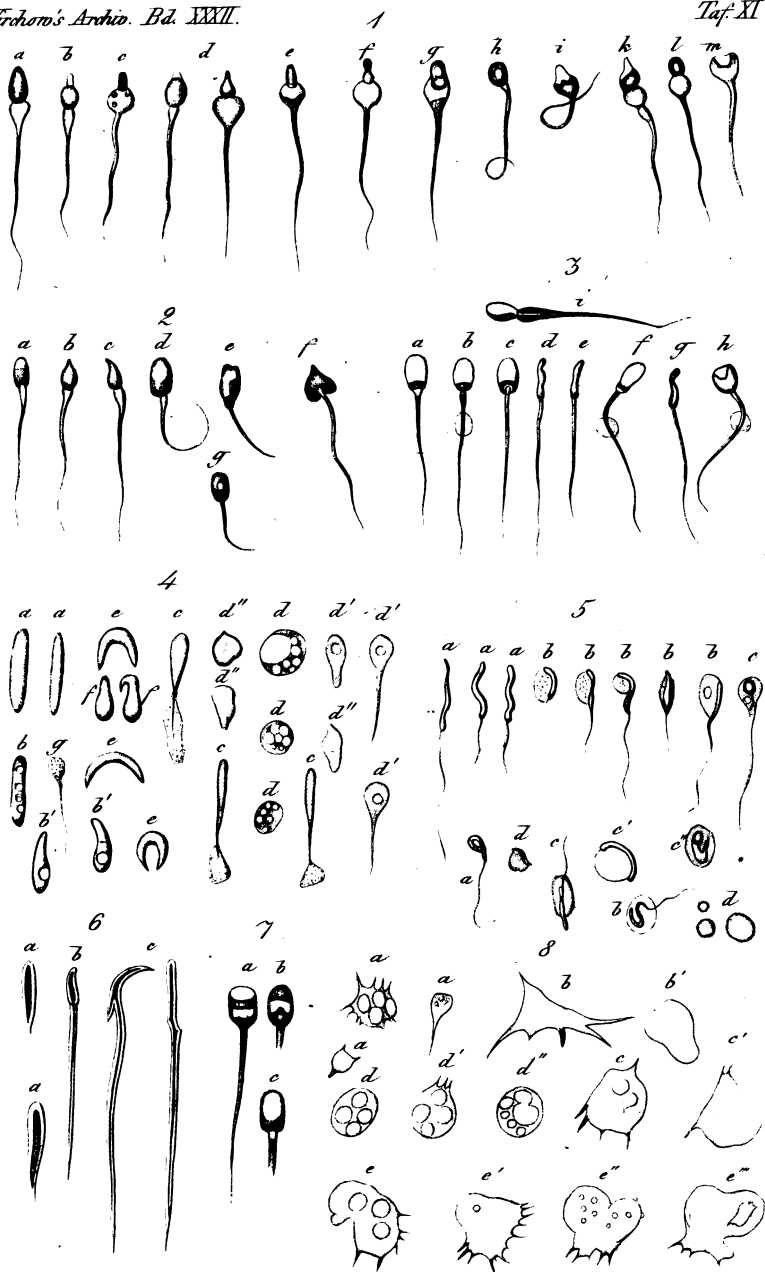 Virchow's Archiv. Bd. XXXII. Taf. XI
1
a b c d e f g h i k l m
3
i
2
a b c d e f a b c d e f g h
g
4 5
a a e c d'' d d' d'
a a a b b b b b c
f f d''
d d''
b g e c c d'
d
b' b' e
a d c c' c'' b d
6 7
a b c a b
8
a a b b'
a d d' d'' c c'
a c
e e' e'' e'''